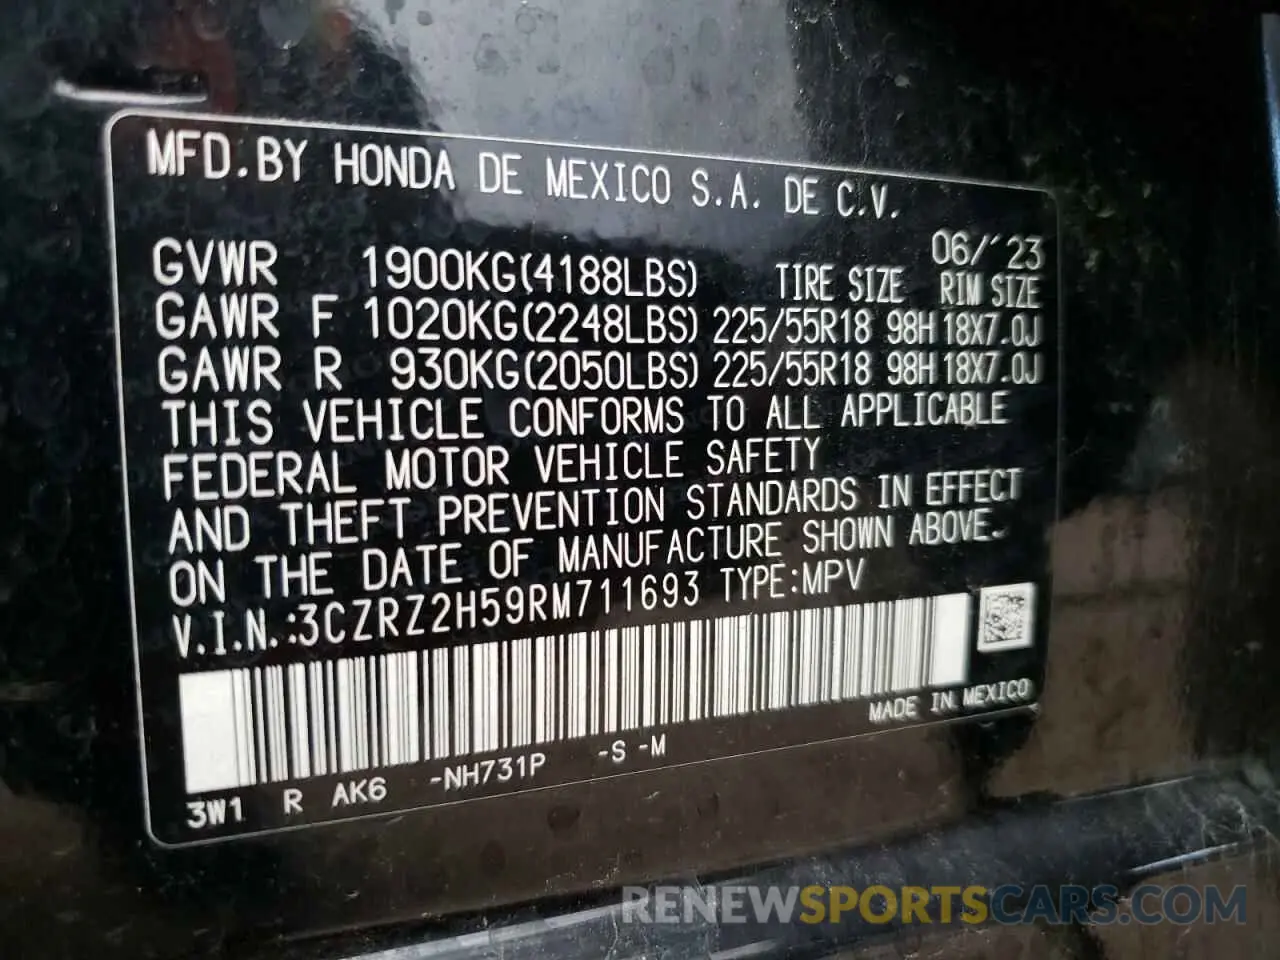 MFD.BY HONDA DE MEXICO S.A. DE C.V.
06/´23
GVWR 1900KG(4188LBS) TIRE SIZE RIM SIZE
GAWR F 1020KG(2248LBS) 225/55R18 98H 18X7.0J
GAWR R 930KG(2050LBS) 225/55R18 98H 18X7.0J
THIS VEHICLE CONFORMS TO ALL APPLICABLE
FEDERAL MOTOR VEHICLE SAFETY
AND THEFT PREVENTION STANDARDS IN EFFECT
ON THE DATE OF MANUFACTURE SHOWN ABOVE.
V.I.N.:3CZRZ2H59RM711693 TYPE:MPV
MADE IN MEXICO
3W1 R AK6 -NH731P -S -M
RENEWSPORTSCARS.COM